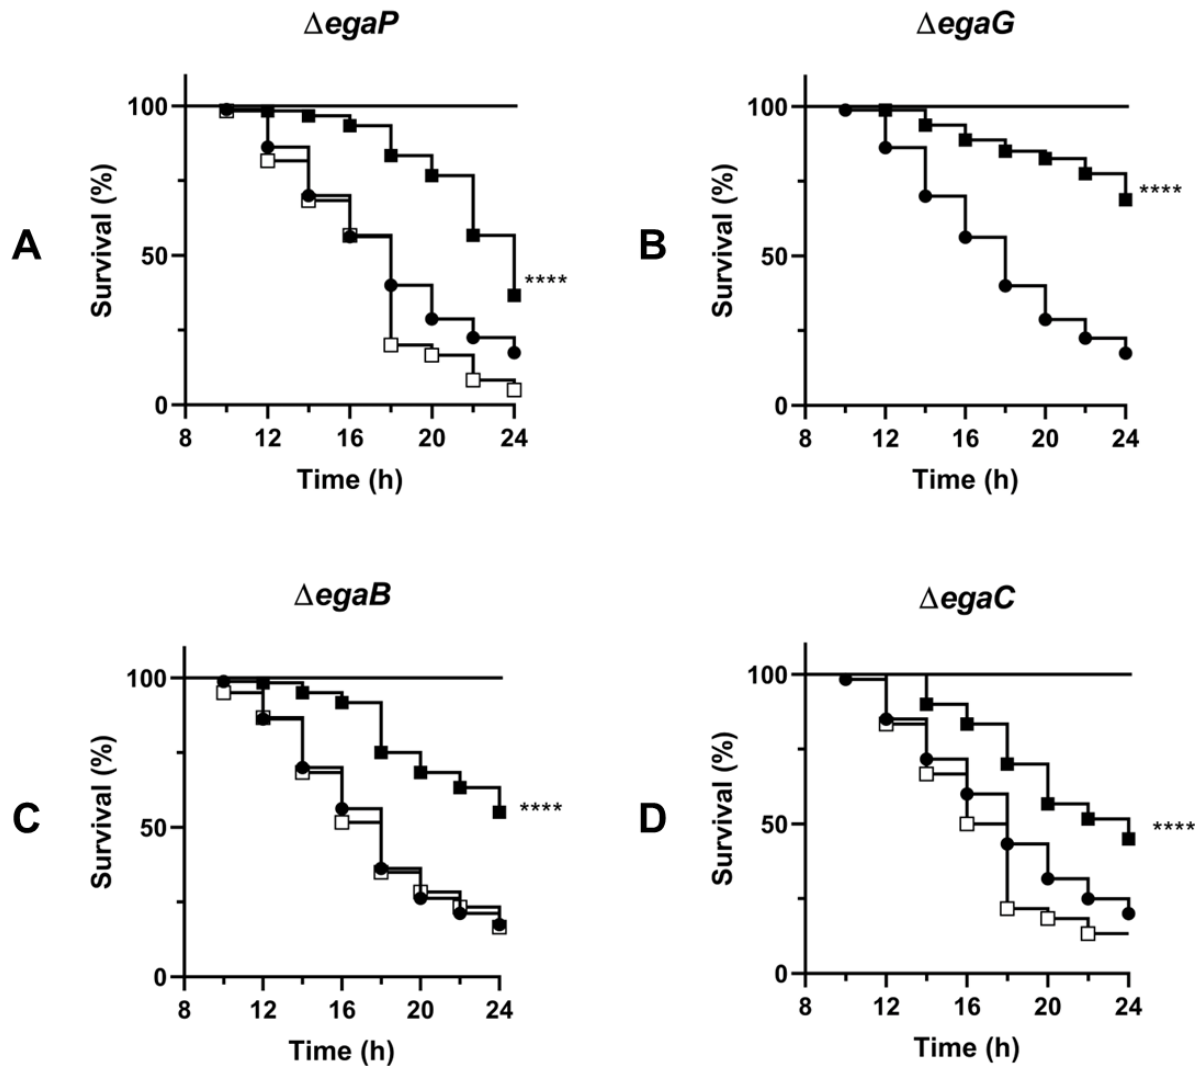 ΔegaP
A
Survival (%)
100
50
0
8 12 16 20 24
Time (h)
****
ΔegaG
B
Survival (%)
100
50
0
8 12 16 20 24
Time (h)
****
ΔegaB
C
Survival (%)
100
50
0
8 12 16 20 24
Time (h)
****
ΔegaC
D
Survival (%)
100
50
0
8 12 16 20 24
Time (h)
****